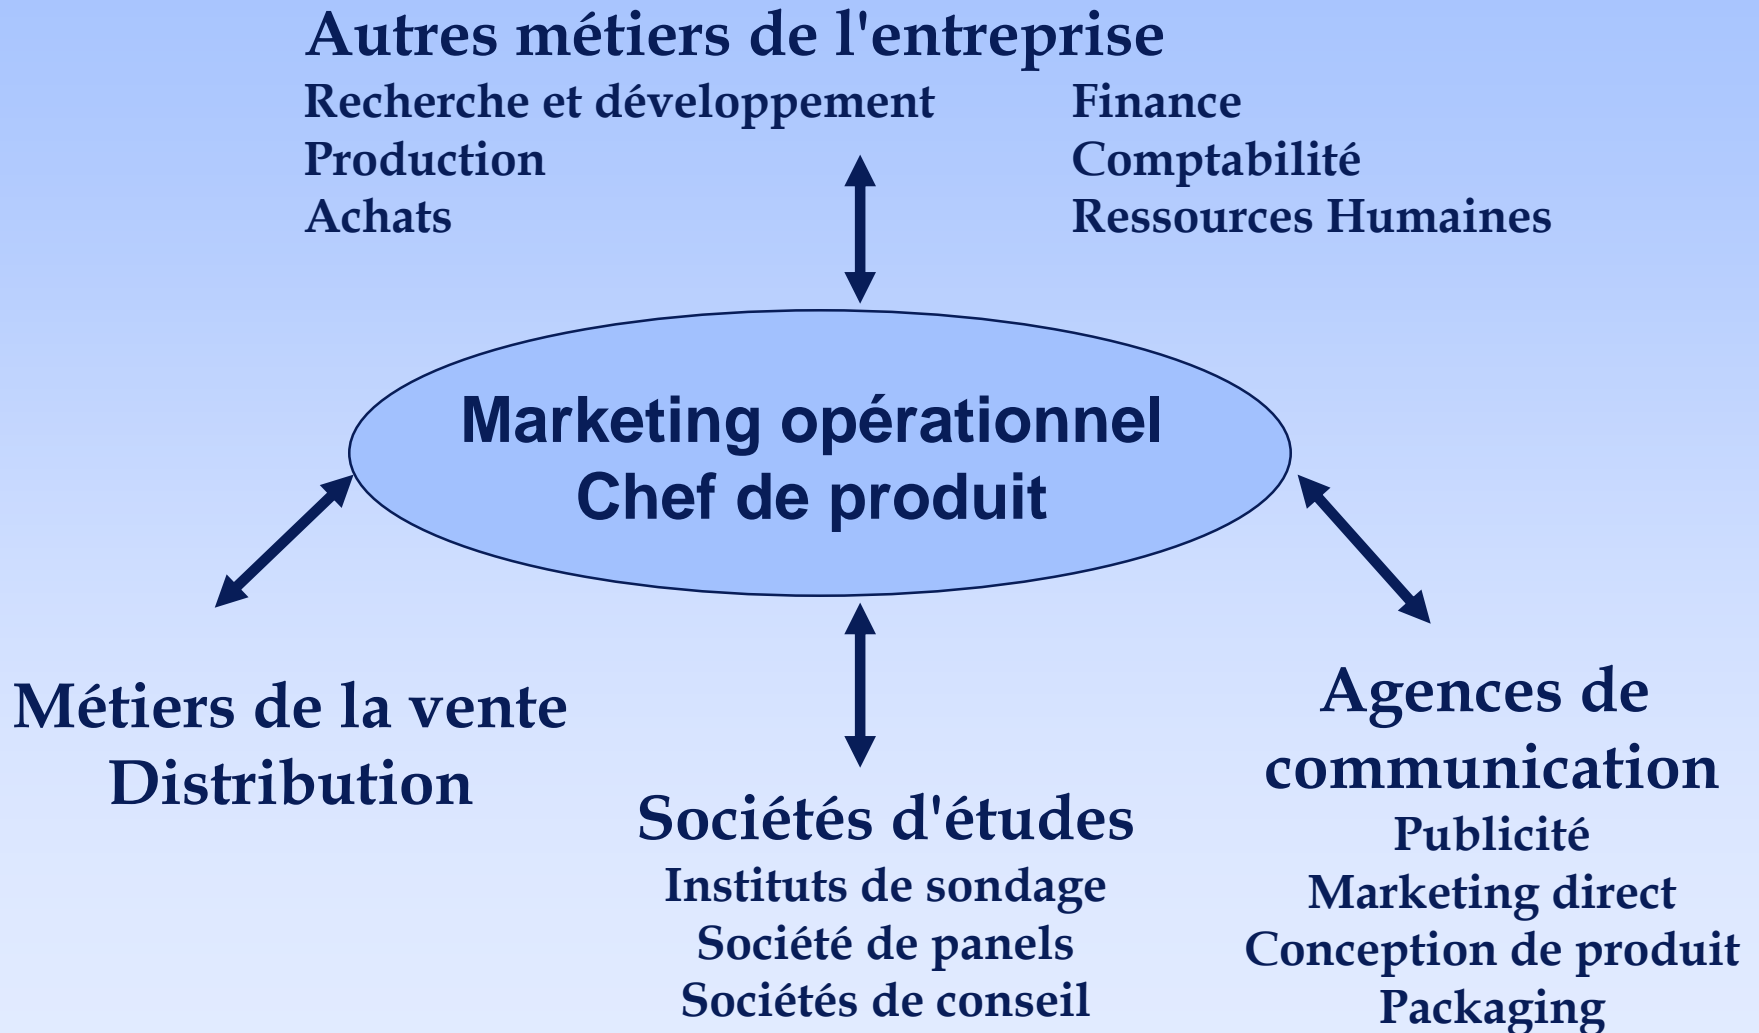 Autres métiers de l'entreprise
Recherche et développement
Production
Achats
Finance
Comptabilité
Ressources Humaines
Marketing opérationnel
Chef de produit
Métiers de la vente
Distribution
Sociétés d'études
Instituts de sondage
Société de panels
Sociétés de conseil
Agences de
communication
Publicité
Marketing direct
Conception de produit
Packaging